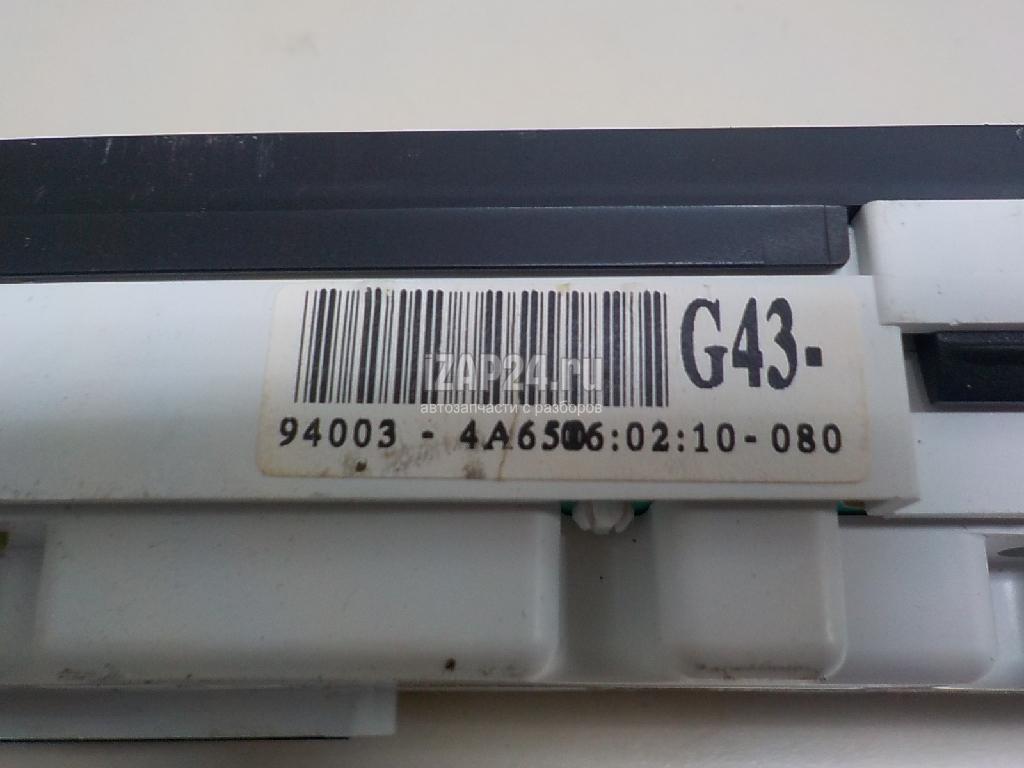 G43-
iZAP24.ru
автозапчасти с разборов
94003 - 4A650 06:02:10-080